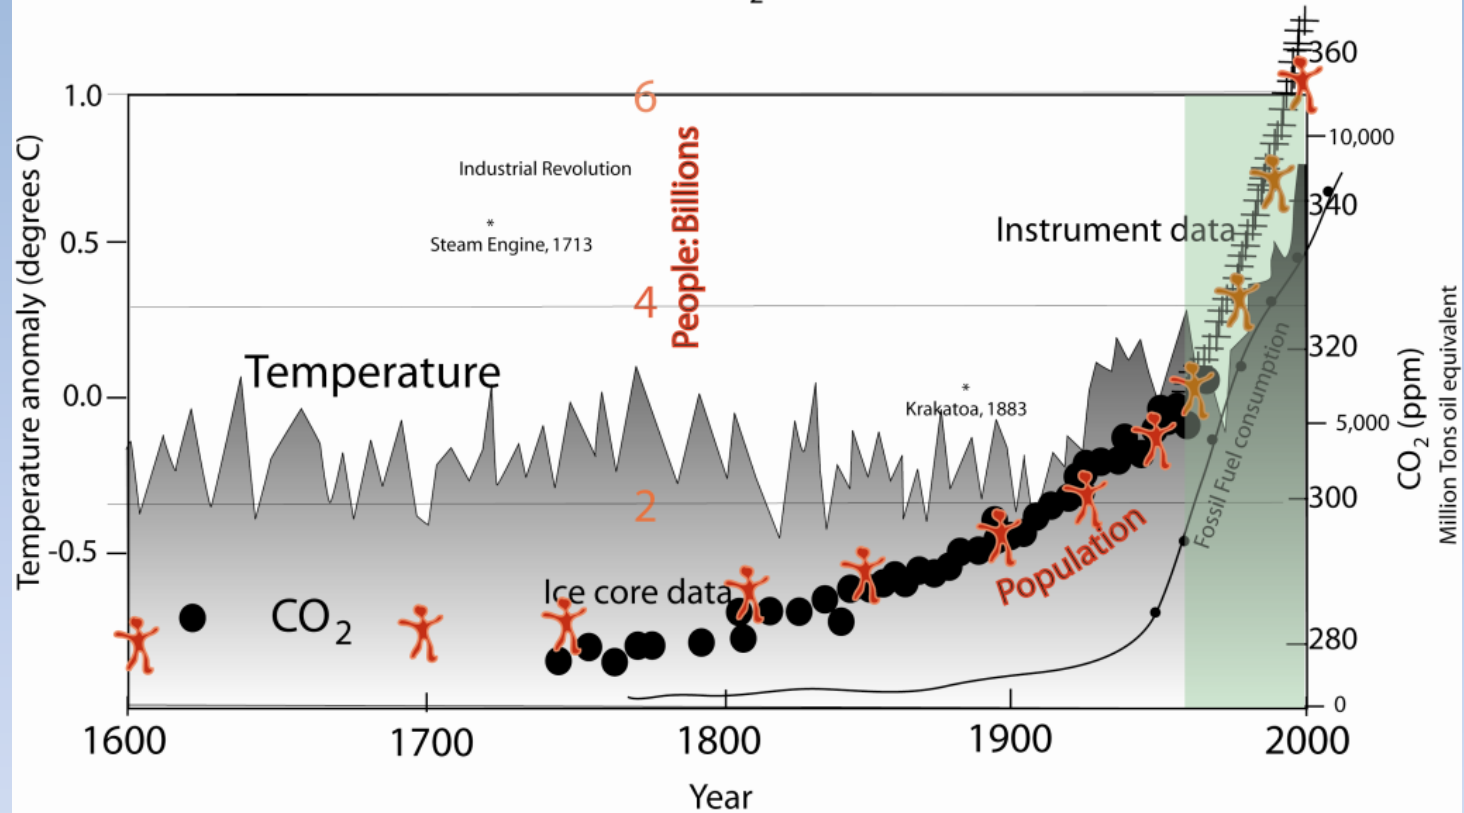 2
360
1.0
6
10,000
Industrial Revolution
340
*
Steam Engine, 1713
Instrument data
0.5
People: Billions
4
320
Temperature
0.0
*
Krakatoa, 1883
5,000
Fossil Fuel consumption
2
300
-0.5
Population
Ice core data
CO2
280
0
1600
1700
1800
1900
2000
Year
Temperature anomaly (degrees C)
CO2 (ppm)
Million Tons oil equivalent